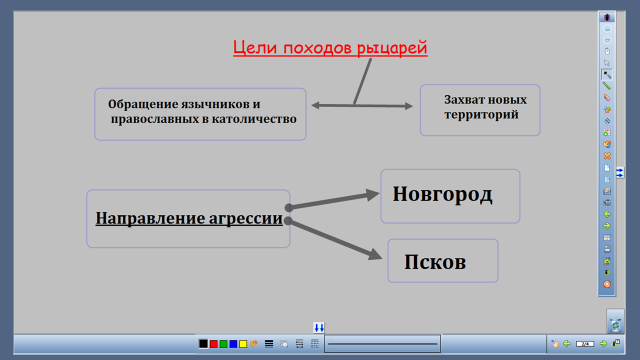 Цели походов рыцарей
Обращение язычников и
православных в католичество
Захват новых
территорий
Направление агрессии
Новгород
Псков